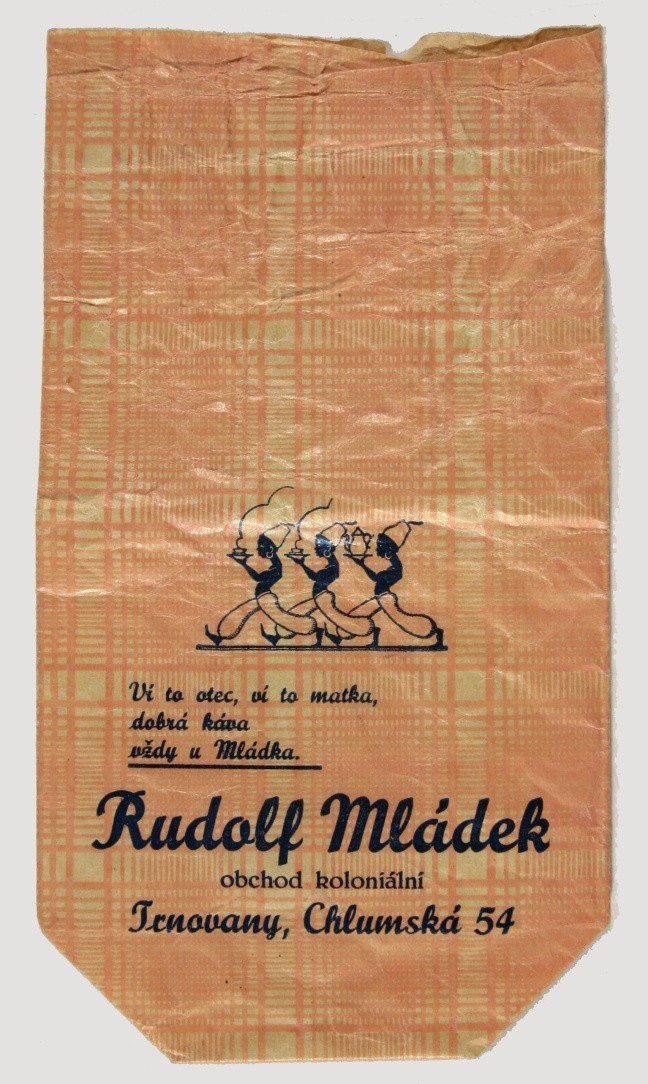 Ví to otec, ví to matka,
dobrá káva
vždy u Mládka.
Rudolf Mládek
obchod koloniální
Trnovany, Chlumská 54